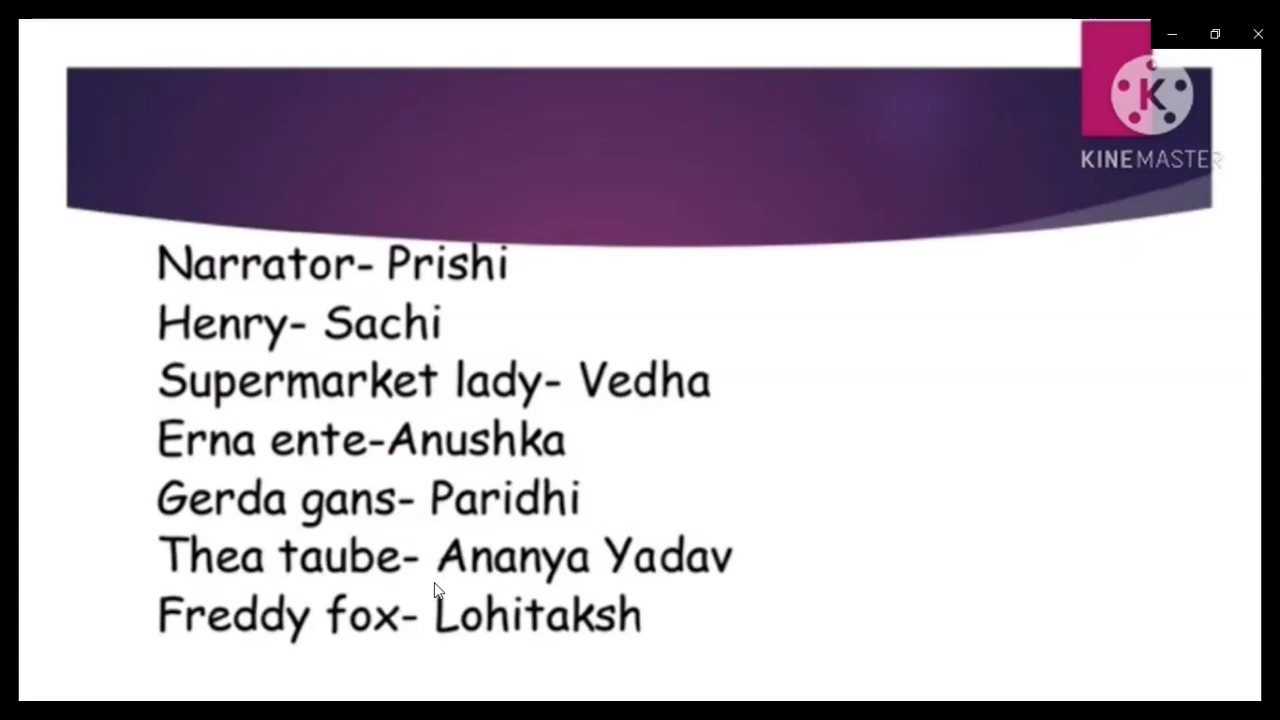 K
KINEMASTER
Narrator- Prishi
Henry- Sachi
Supermarket lady- Vedha
Erna ente-Anushka
Gerda gans- Paridhi
Thea taube- Ananya Yadav
Freddy fox- Lohitaksh